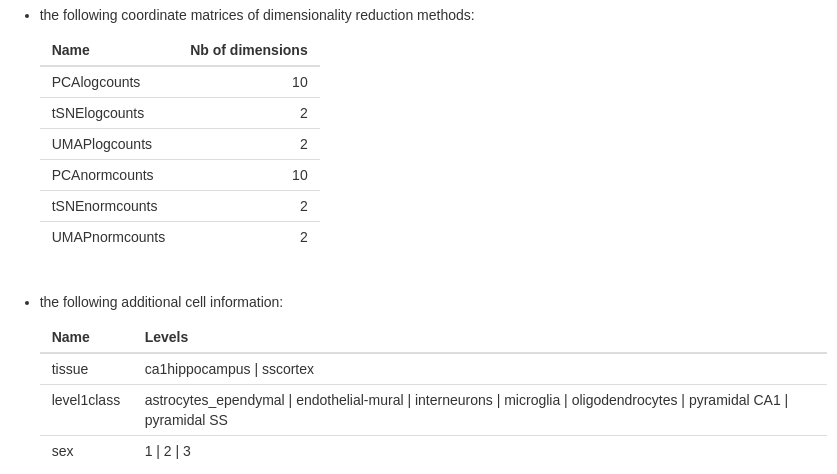 • the following coordinate matrices of dimensionality reduction methods:
Name Nb of dimensions
PCAlogcounts 10
tSNElogcounts 2
UMAPlogcounts 2
PCAnormcounts 10
tSNEnormcounts 2
UMAPnormcounts 2
• the following additional cell information:
Name Levels
tissue ca1hippocampus | sscortex
level1class astrocytes_ependymal | endothelial-mural | interneurons | microglia | oligodendrocytes | pyramidal CA1 |
pyramidal SS
sex 1 | 2 | 3